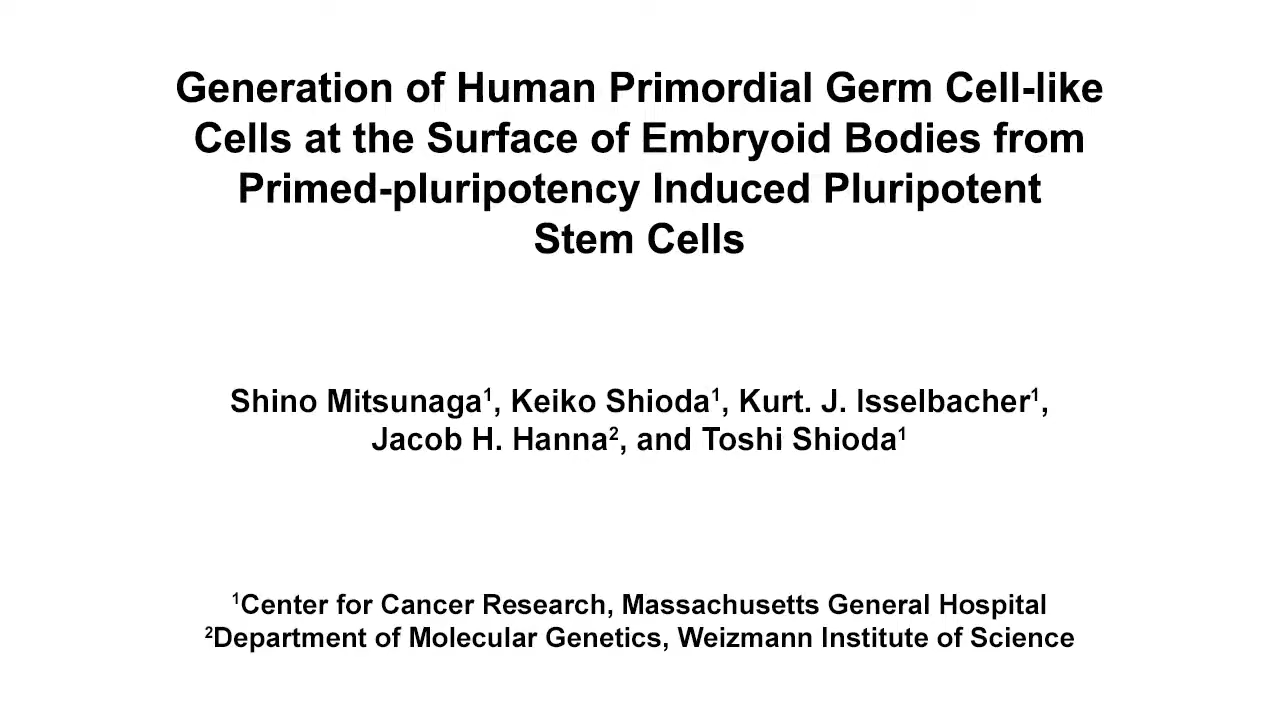 Generation of Human Primordial Germ Cell-like
Cells at the Surface of Embryoid Bodies from
Primed-pluripotency Induced Pluripotent
Stem Cells
Shino Mitsunaga¹, Keiko Shioda¹, Kurt. J. Isselbacher¹,
Jacob H. Hanna², and Toshi Shioda¹
¹Center for Cancer Research, Massachusetts General Hospital
²Department of Molecular Genetics, Weizmann Institute of Science